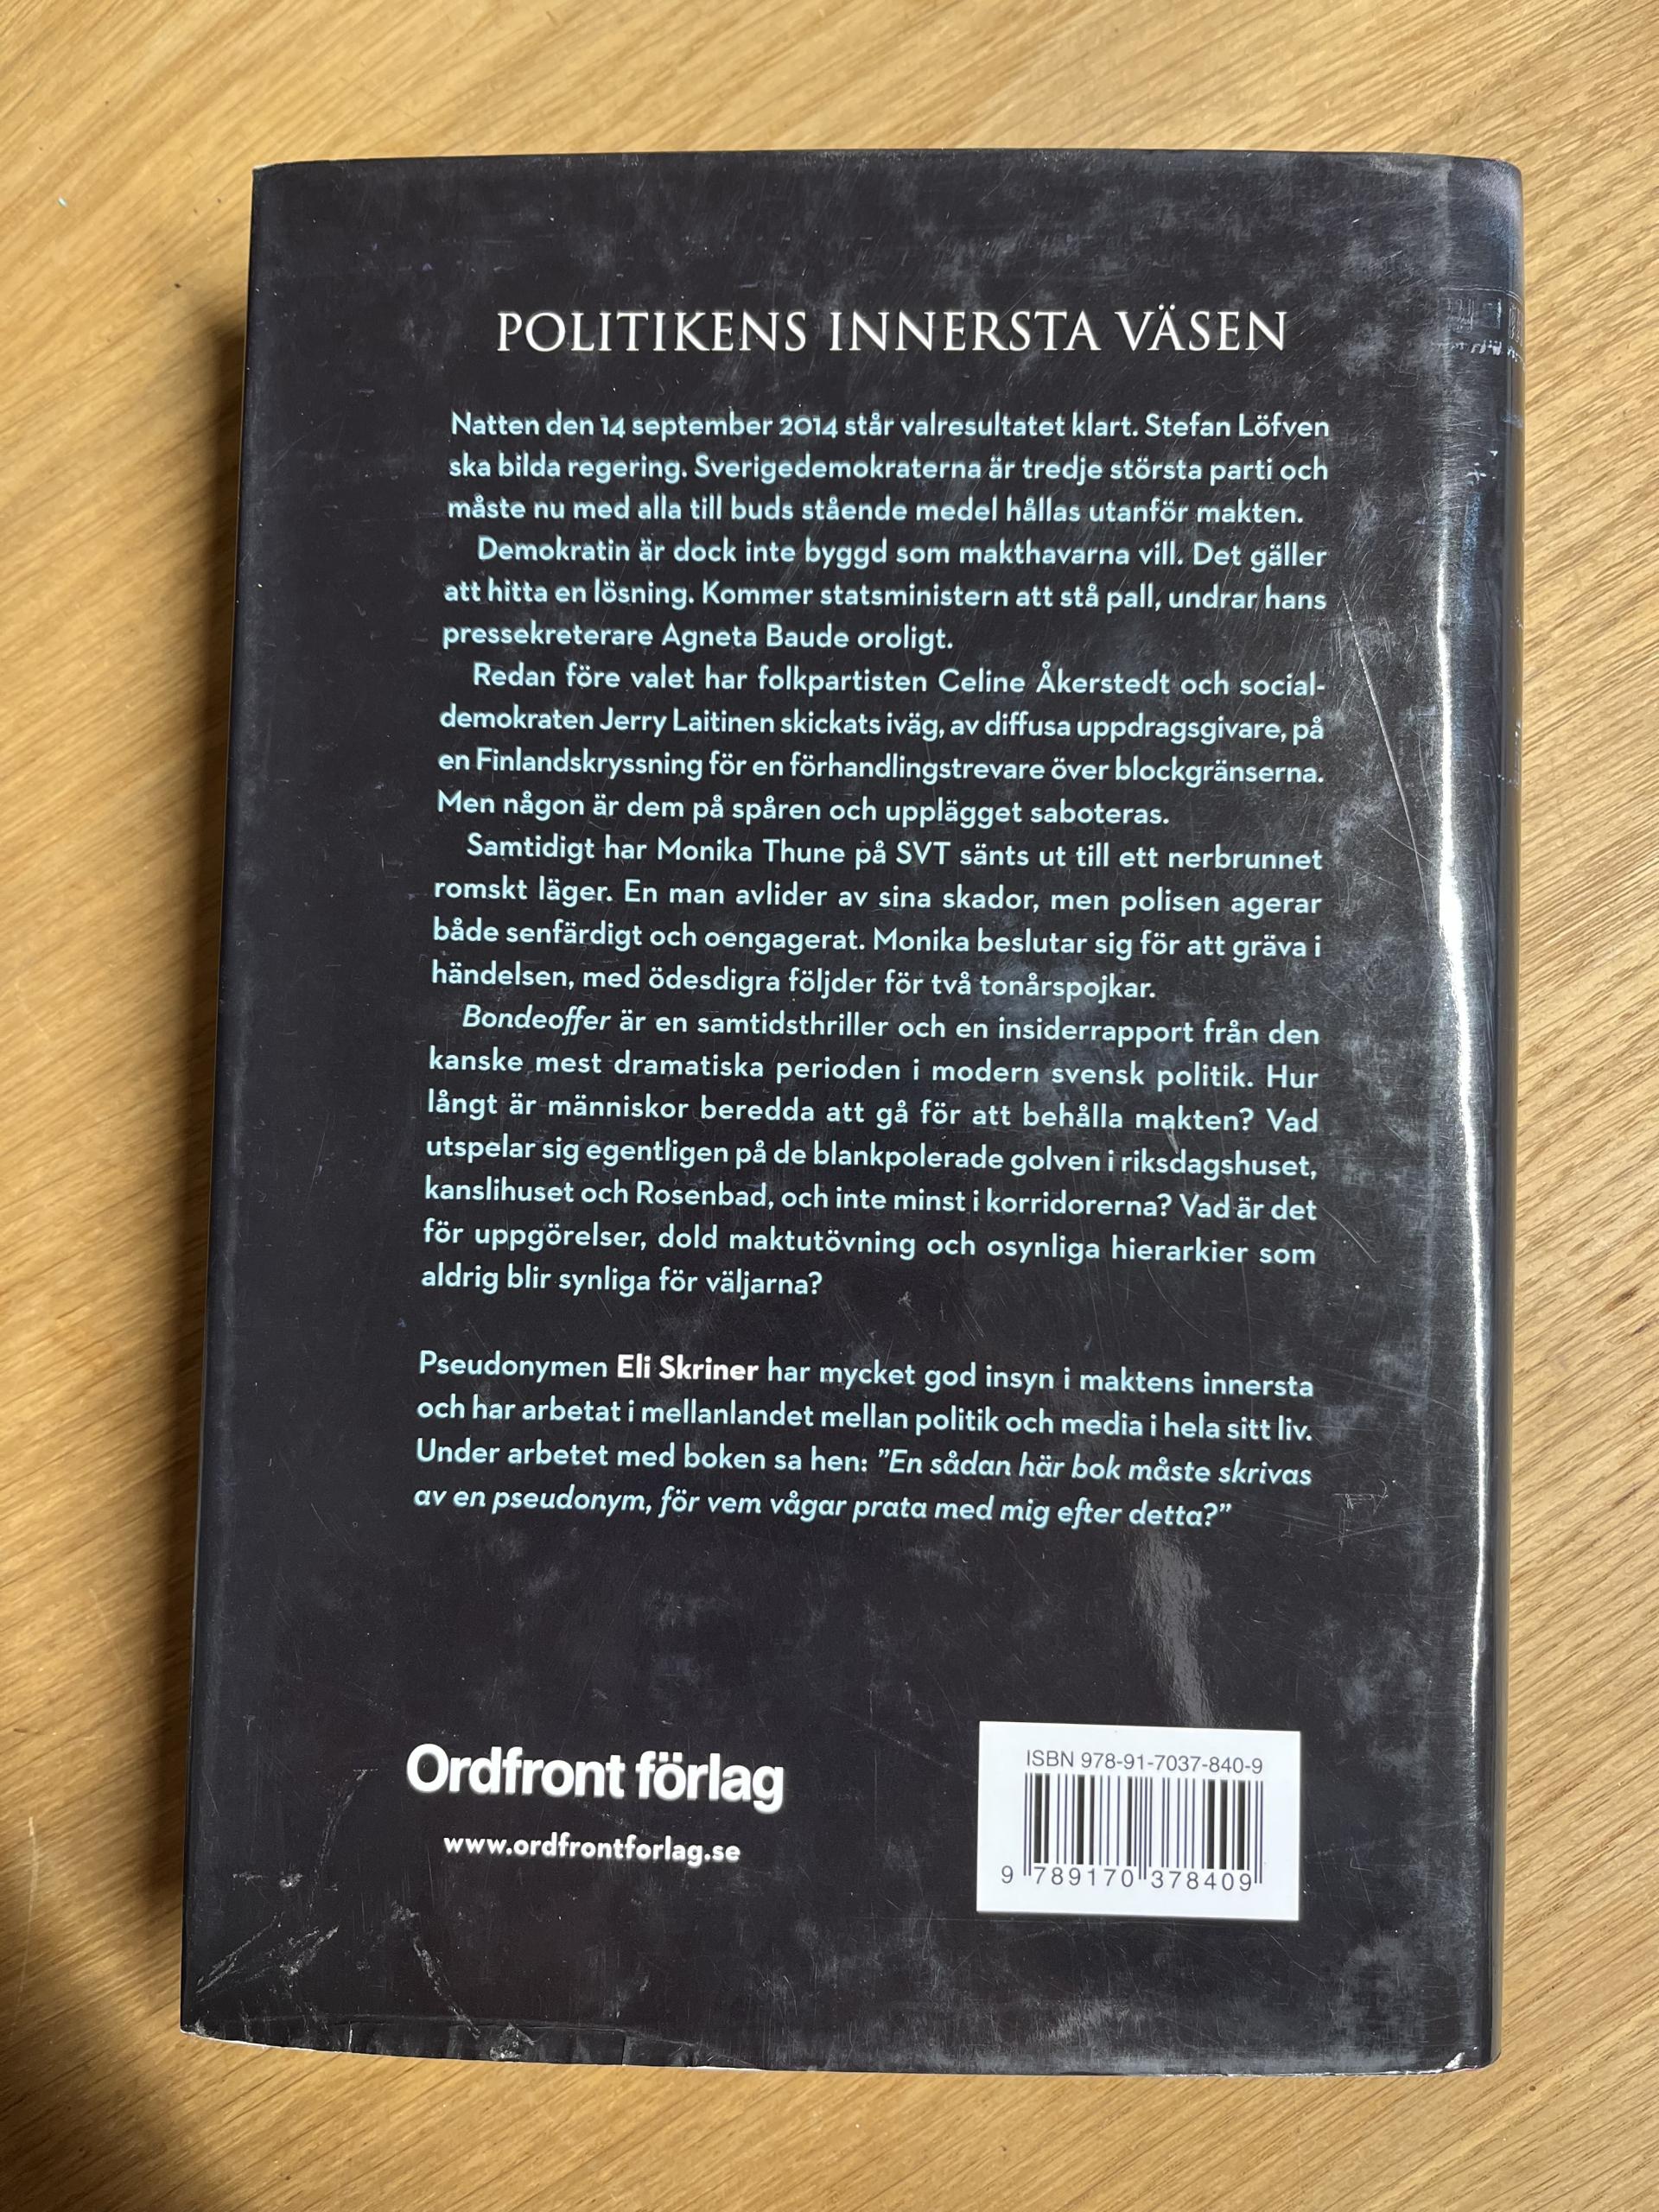 POLITIKENS INNERSTA VÄSEN
Natten den 14 september 2014 står valresultatet klart. Stefan Löfven
ska bilda regering. Sverigedemokraterna är tredje största parti och
måste nu med alla till buds stående medel hållas utanför makten.
Demokratin är dock inte byggd som makthavarna vill. Det gäller
att hitta en lösning. Kommer statsministern att stå pall, undrar hans
pressekreterare Agneta Baude oroligt.
Redan före valet har folkpartisten Celine Åkerstedt och social-
demokraten Jerry Laitinen skickats iväg, av diffusa uppdragsgivare, på
en Finlandskryssning för en förhandlingstrevare över blockgränserna.
Men någon är dem på spåren och upplägget saboteras.
Samtidigt har Monika Thune på SVT sänts ut till ett nerbrunnet
romskt läger. En man avlider av sina skador, men polisen agerar
både senfärdigt och oengagerat. Monika beslutar sig för att gräva i
händelsen, med ödesdigra följder för två tonårspojkar.
Bondeoffer är en samtidsthriller och en insiderrapport från den
kanske mest dramatiska perioden i modern svensk politik. Hur
långt är människor beredda att gå för att behålla makten? Vad
utspelar sig egentligen på de blankpolerade golven i riksdagshuset,
kanslihuset och Rosenbad, och inte minst i korridorerna? Vad är det
för uppgörelser, dold maktutövning och osynliga hierarkier som
aldrig blir synliga för väljarna?
Pseudonymen Eli Skriner har mycket god insyn i maktens innersta
och har arbetat i mellanlandet mellan politik och media i hela sitt liv.
Under arbetet med boken sa hen: ”En sådan här bok måste skrivas
av en pseudonym, för vem vågar prata med mig efter detta?”
Ordfront förlag
www.ordfrontforlag.se
ISBN 978-91-7037-840-9
9 789170 378409